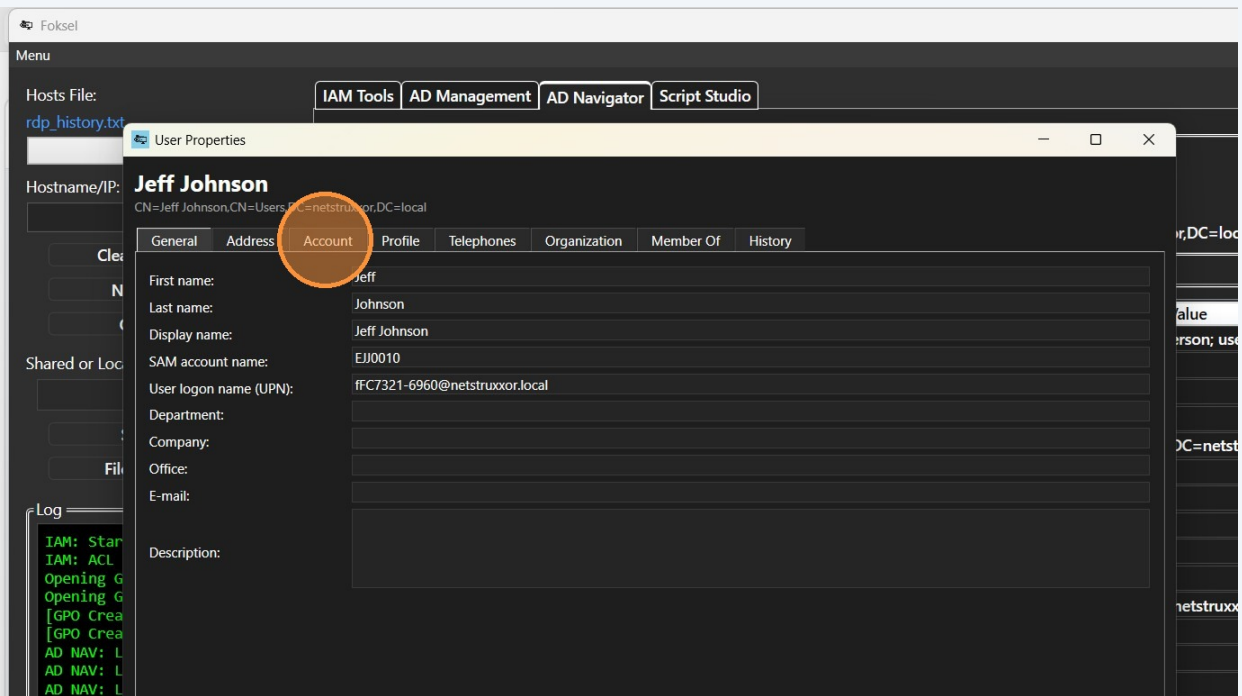 Foksel
Menu
Hosts File:
rdp_history.txt
Hostname/IP:
Shared or
Log
IAM:
IAM: ACL
Opening
Opening
[GPO
[GPO
AD NAV:
AD NAV:
AD NAV:
IAM Tools AD Management AD Navigator Script Studio
User Properties
Jeff Johnson
CN=Jeff Johnson,CN=Users,DC=netstruxxor,DC=local
General Address Account Profile Telephones Organization Member Of History
First name: Jeff
Last name: Johnson
Display name: Jeff Johnson
SAM account name: EJJ0010
User logon name (UPN): fFC7321-6960@netstruxxor.local
Department:
Company:
Office:
E-mail:
Description: